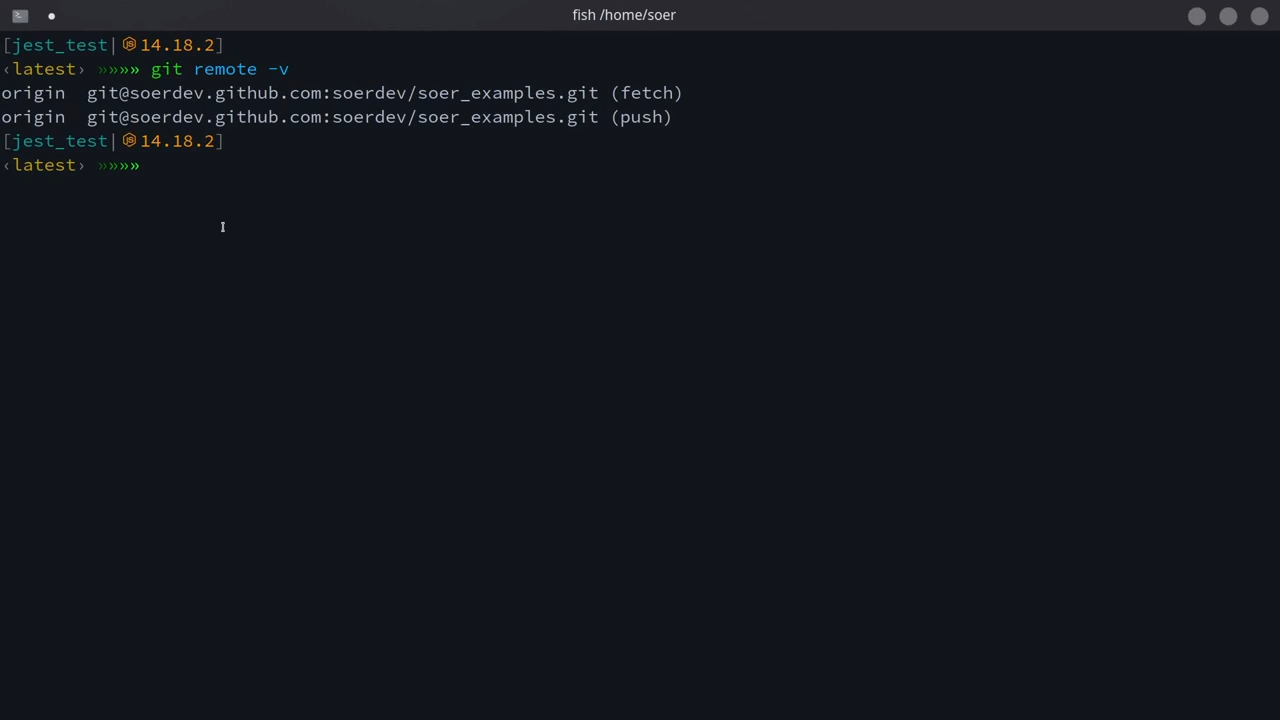 fish /home/soer
[jest_test|14.18.2]
‹latest› »»»» git remote -v
origin  git@soerdev.github.com:soerdev/soer_examples.git (fetch)
origin  git@soerdev.github.com:soerdev/soer_examples.git (push)
[jest_test|14.18.2]
‹latest› »»»»